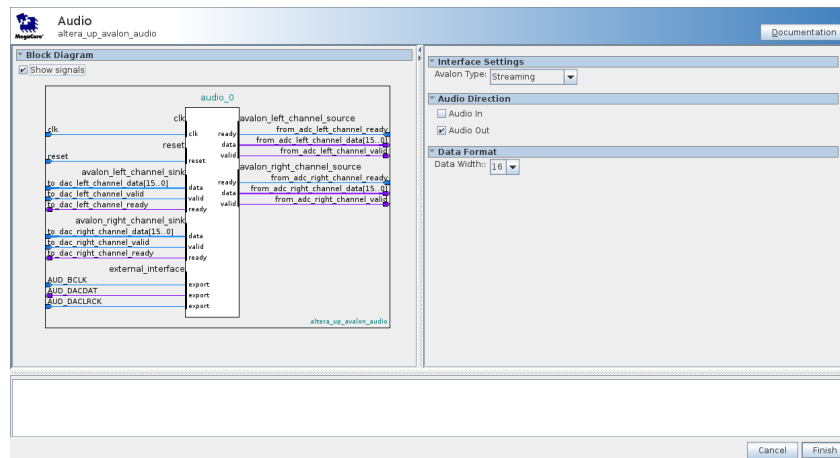 MegaCore®
Audio
altera_up_avalon_audio
Documentation
Block Diagram
Show signals
audio_0
clk
clk
clk
reset
reset
reset
avalon_left_channel_sink
to_dac_left_channel_data[15..0]
data
to_dac_left_channel_valid
valid
to_dac_left_channel_ready
ready
avalon_right_channel_sink
to_dac_right_channel_data[15..0]
data
to_dac_right_channel_valid
valid
to_dac_right_channel_ready
ready
external_interface
AUD_BCLK
export
AUD_DACDAT
export
AUD_DACLRCK
export
avalon_left_channel_source
ready
from_adc_left_channel_ready
data
from_adc_left_channel_data[15..0]
valid
from_adc_left_channel_valid
avalon_right_channel_source
ready
from_adc_right_channel_ready
data
from_adc_right_channel_data[15..0]
valid
from_adc_right_channel_valid
altera_up_avalon_audio
Interface Settings
Avalon Type: Streaming
Audio Direction
Audio In
Audio Out
Data Format
Data Width:: 16
Cancel
Finish